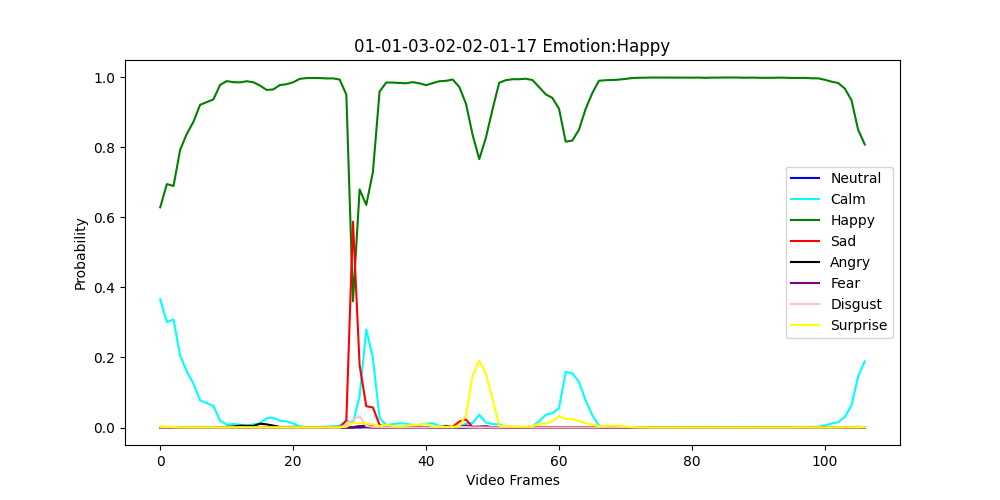 01-01-03-02-02-01-17 Emotion:Happy
1.0
0.8
0.6
0.4
0.2
0.0
Probability
0 20 40 60 80 100
Video Frames
Neutral
Calm
Happy
Sad
Angry
Fear
Disgust
Surprise